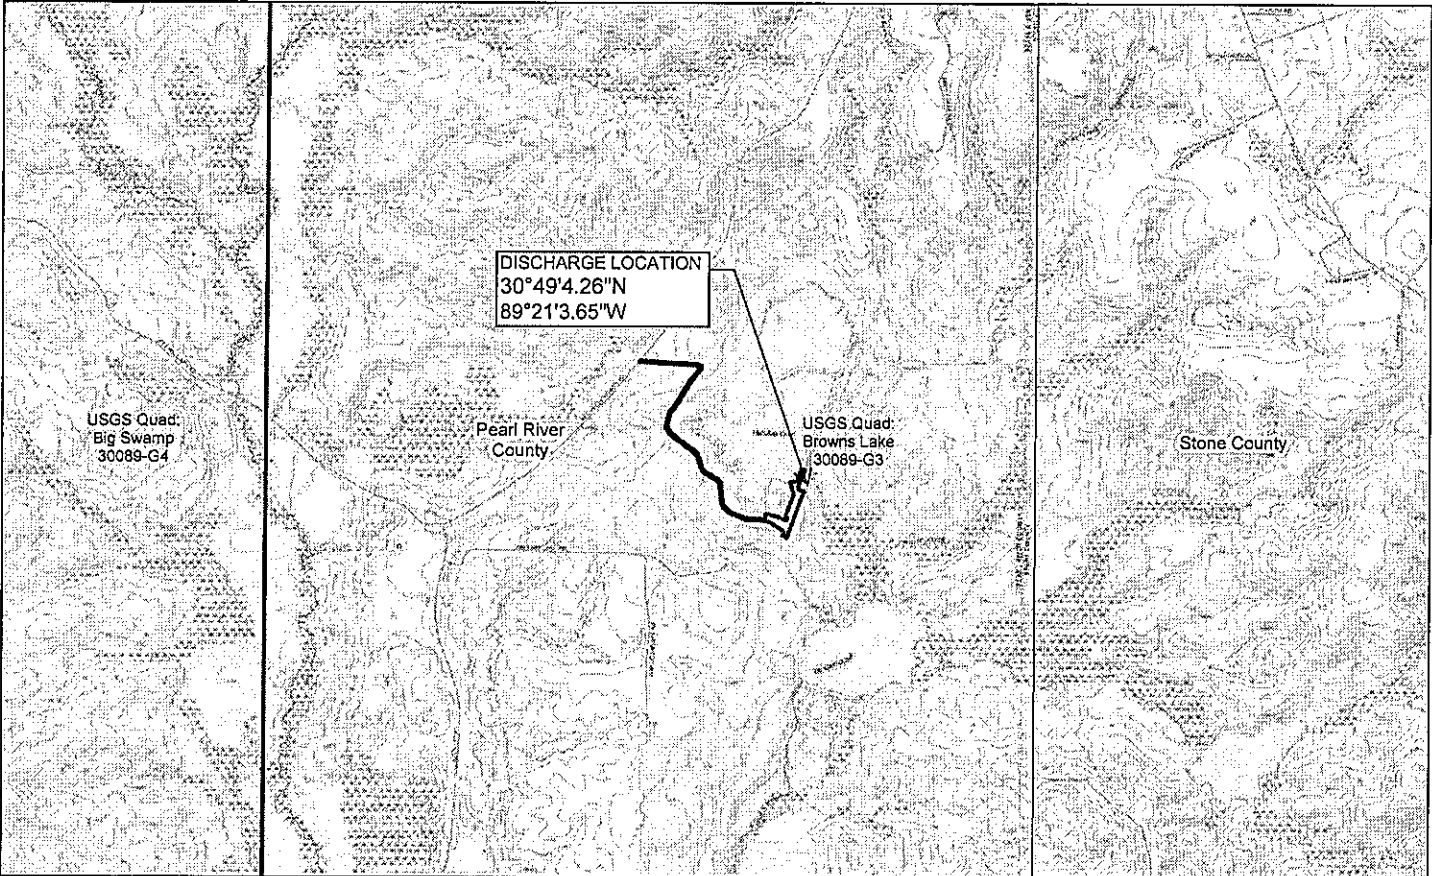 DISCHARGE LOCATION
30°49'4.26"N
89°21'3.65"W
USGS Quad:
Big Swamp
30089-G4
Pearl River
County
USGS Quad:
Browns Lake
30089-G3
Stone County